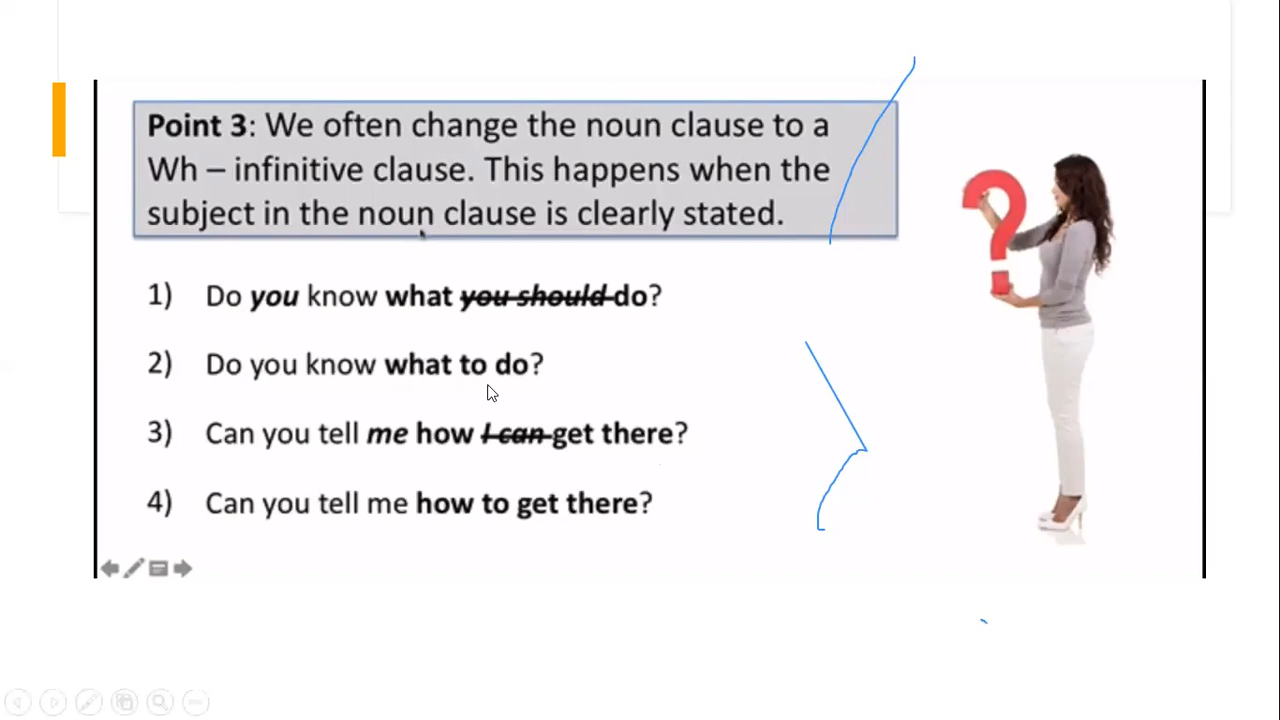 Point 3: We often change the noun clause to a
Wh – infinitive clause. This happens when the
subject in the noun clause is clearly stated.
1) Do you know what you should do?
2) Do you know what to do?
3) Can you tell me how I can get there?
4) Can you tell me how to get there?